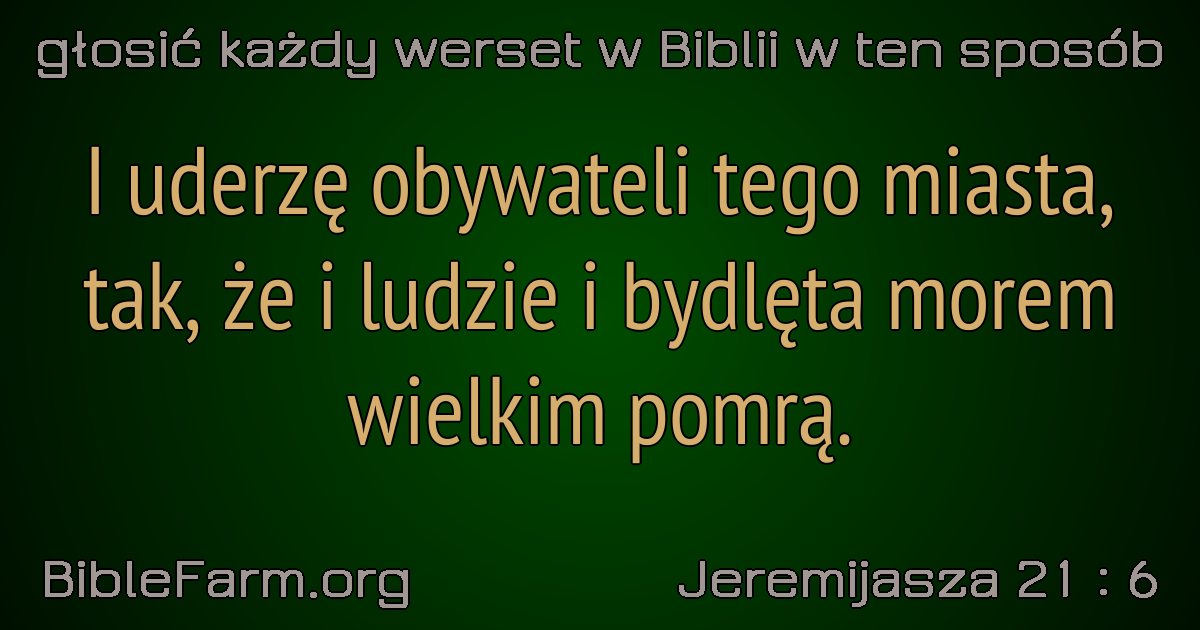 głosić każdy werset w Biblii w ten sposób
I uderzę obywateli tego miasta,
tak, że i ludzie i bydlęta morem
wielkim pomrą.
BibleFarm.org
Jeremijasza 21 : 6